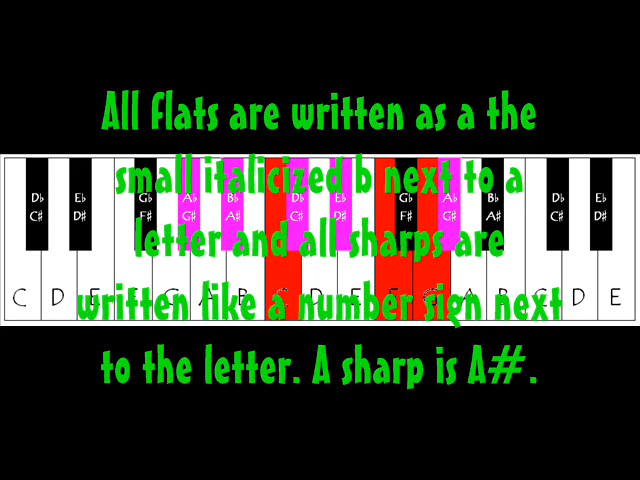 All flats are written as a the
small italicized b next to a
letter and all sharps are
written like a number sign next
to the letter. A sharp is A#.
D♭ E♭ G♭ A♭ B♭ D♭ E♭ G♭ A♭ B♭ D♭ E♭
C# D# F# G# A# C# D# F# G# A# C# D#
C D E F G A B C D E F G A B C D E